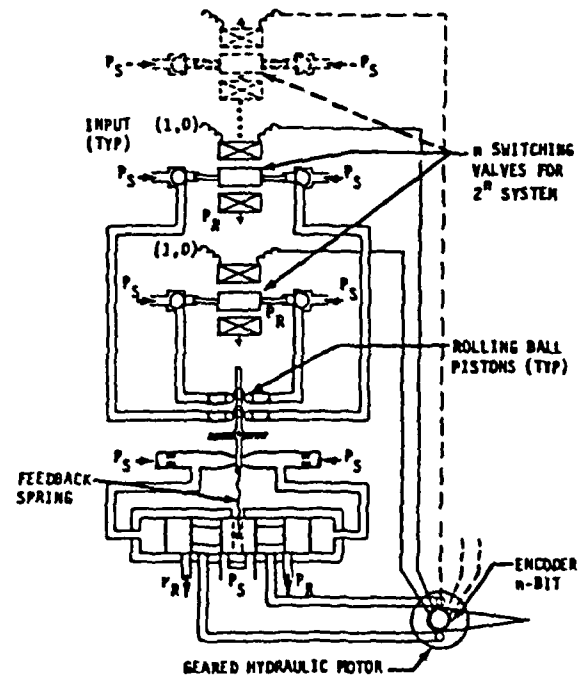 P_S P_S
INPUT (1,0)
(TYP)
n SWITCHING
VALVES FOR
2^n SYSTEM
P_S P_S
P_R
(1,0)
P_S P_S
P_R
ROLLING BALL
PISTONS (TYP)
P_S P_S
FEEDBACK
SPRING
P_R P_S P_R
ENCODER
n-BIT
GEARED HYDRAULIC MOTOR